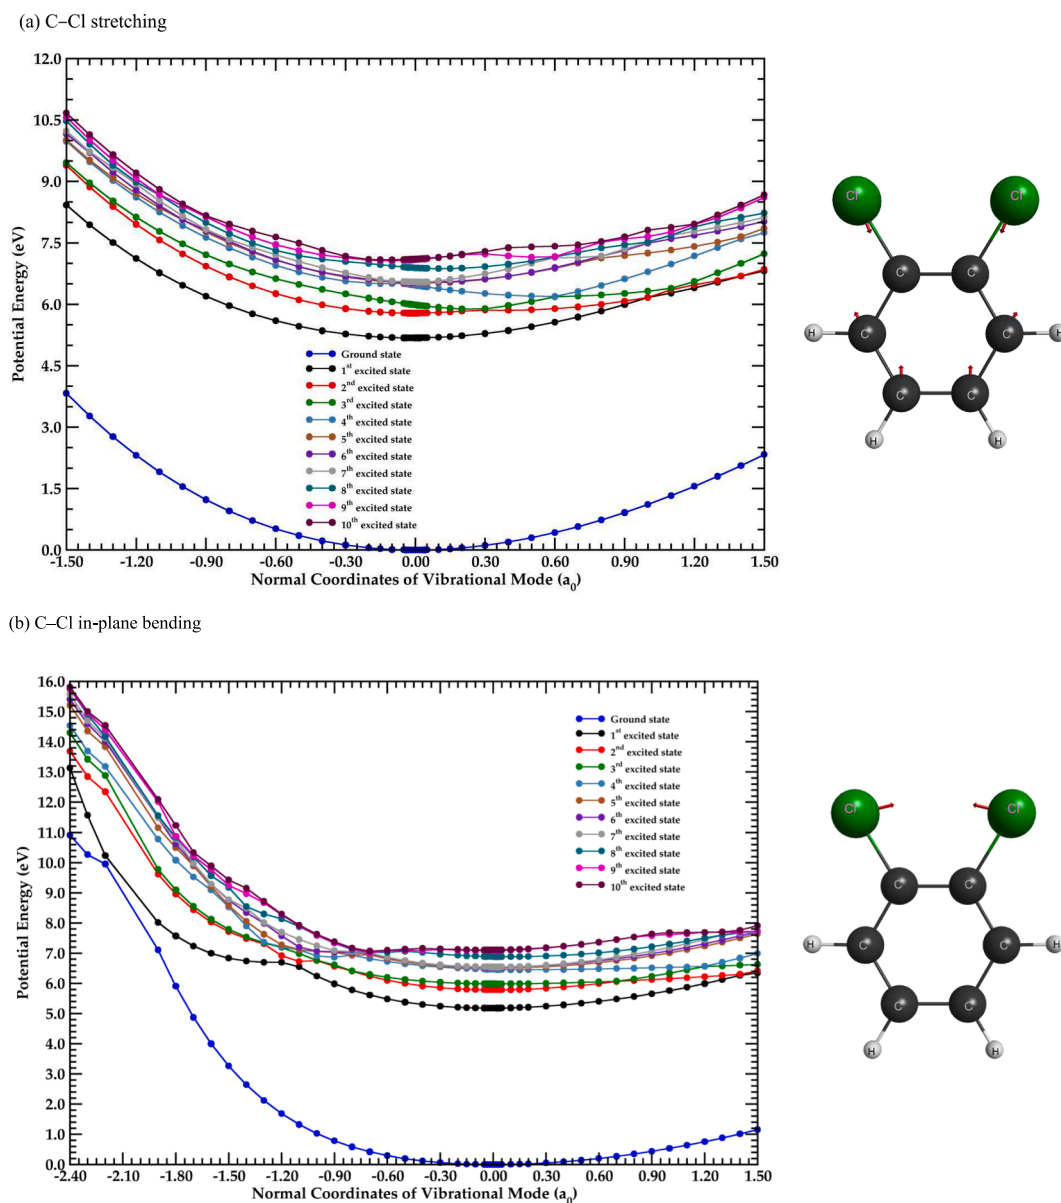 (a) C–Cl stretching
12.0
10.5
9.0
7.5
6.0
4.5
3.0
1.5
0.0
Potential Energy (eV)
-1.50 -1.20 -0.90 -0.60 -0.30 0.00 0.30 0.60 0.90 1.20 1.50
Normal Coordinates of Vibrational Mode (a0)
Ground state
1st excited state
2nd excited state
3rd excited state
4th excited state
5th excited state
6th excited state
7th excited state
8th excited state
9th excited state
10th excited state
Cl Cl
C C
H C C H
C C
H H
(b) C–Cl in-plane bending
16.0
15.0
14.0
13.0
12.0
11.0
10.0
9.0
8.0
7.0
6.0
5.0
4.0
3.0
2.0
1.0
0.0
Potential Energy (eV)
-2.40 -2.10 -1.80 -1.50 -1.20 -0.90 -0.60 -0.30 0.00 0.30 0.60 0.90 1.20 1.50
Normal Coordinates of Vibrational Mode (a0)
Ground state
1st excited state
2nd excited state
3rd excited state
4th excited state
5th excited state
6th excited state
7th excited state
8th excited state
9th excited state
10th excited state
Cl Cl
C C
H C C H
C C
H H